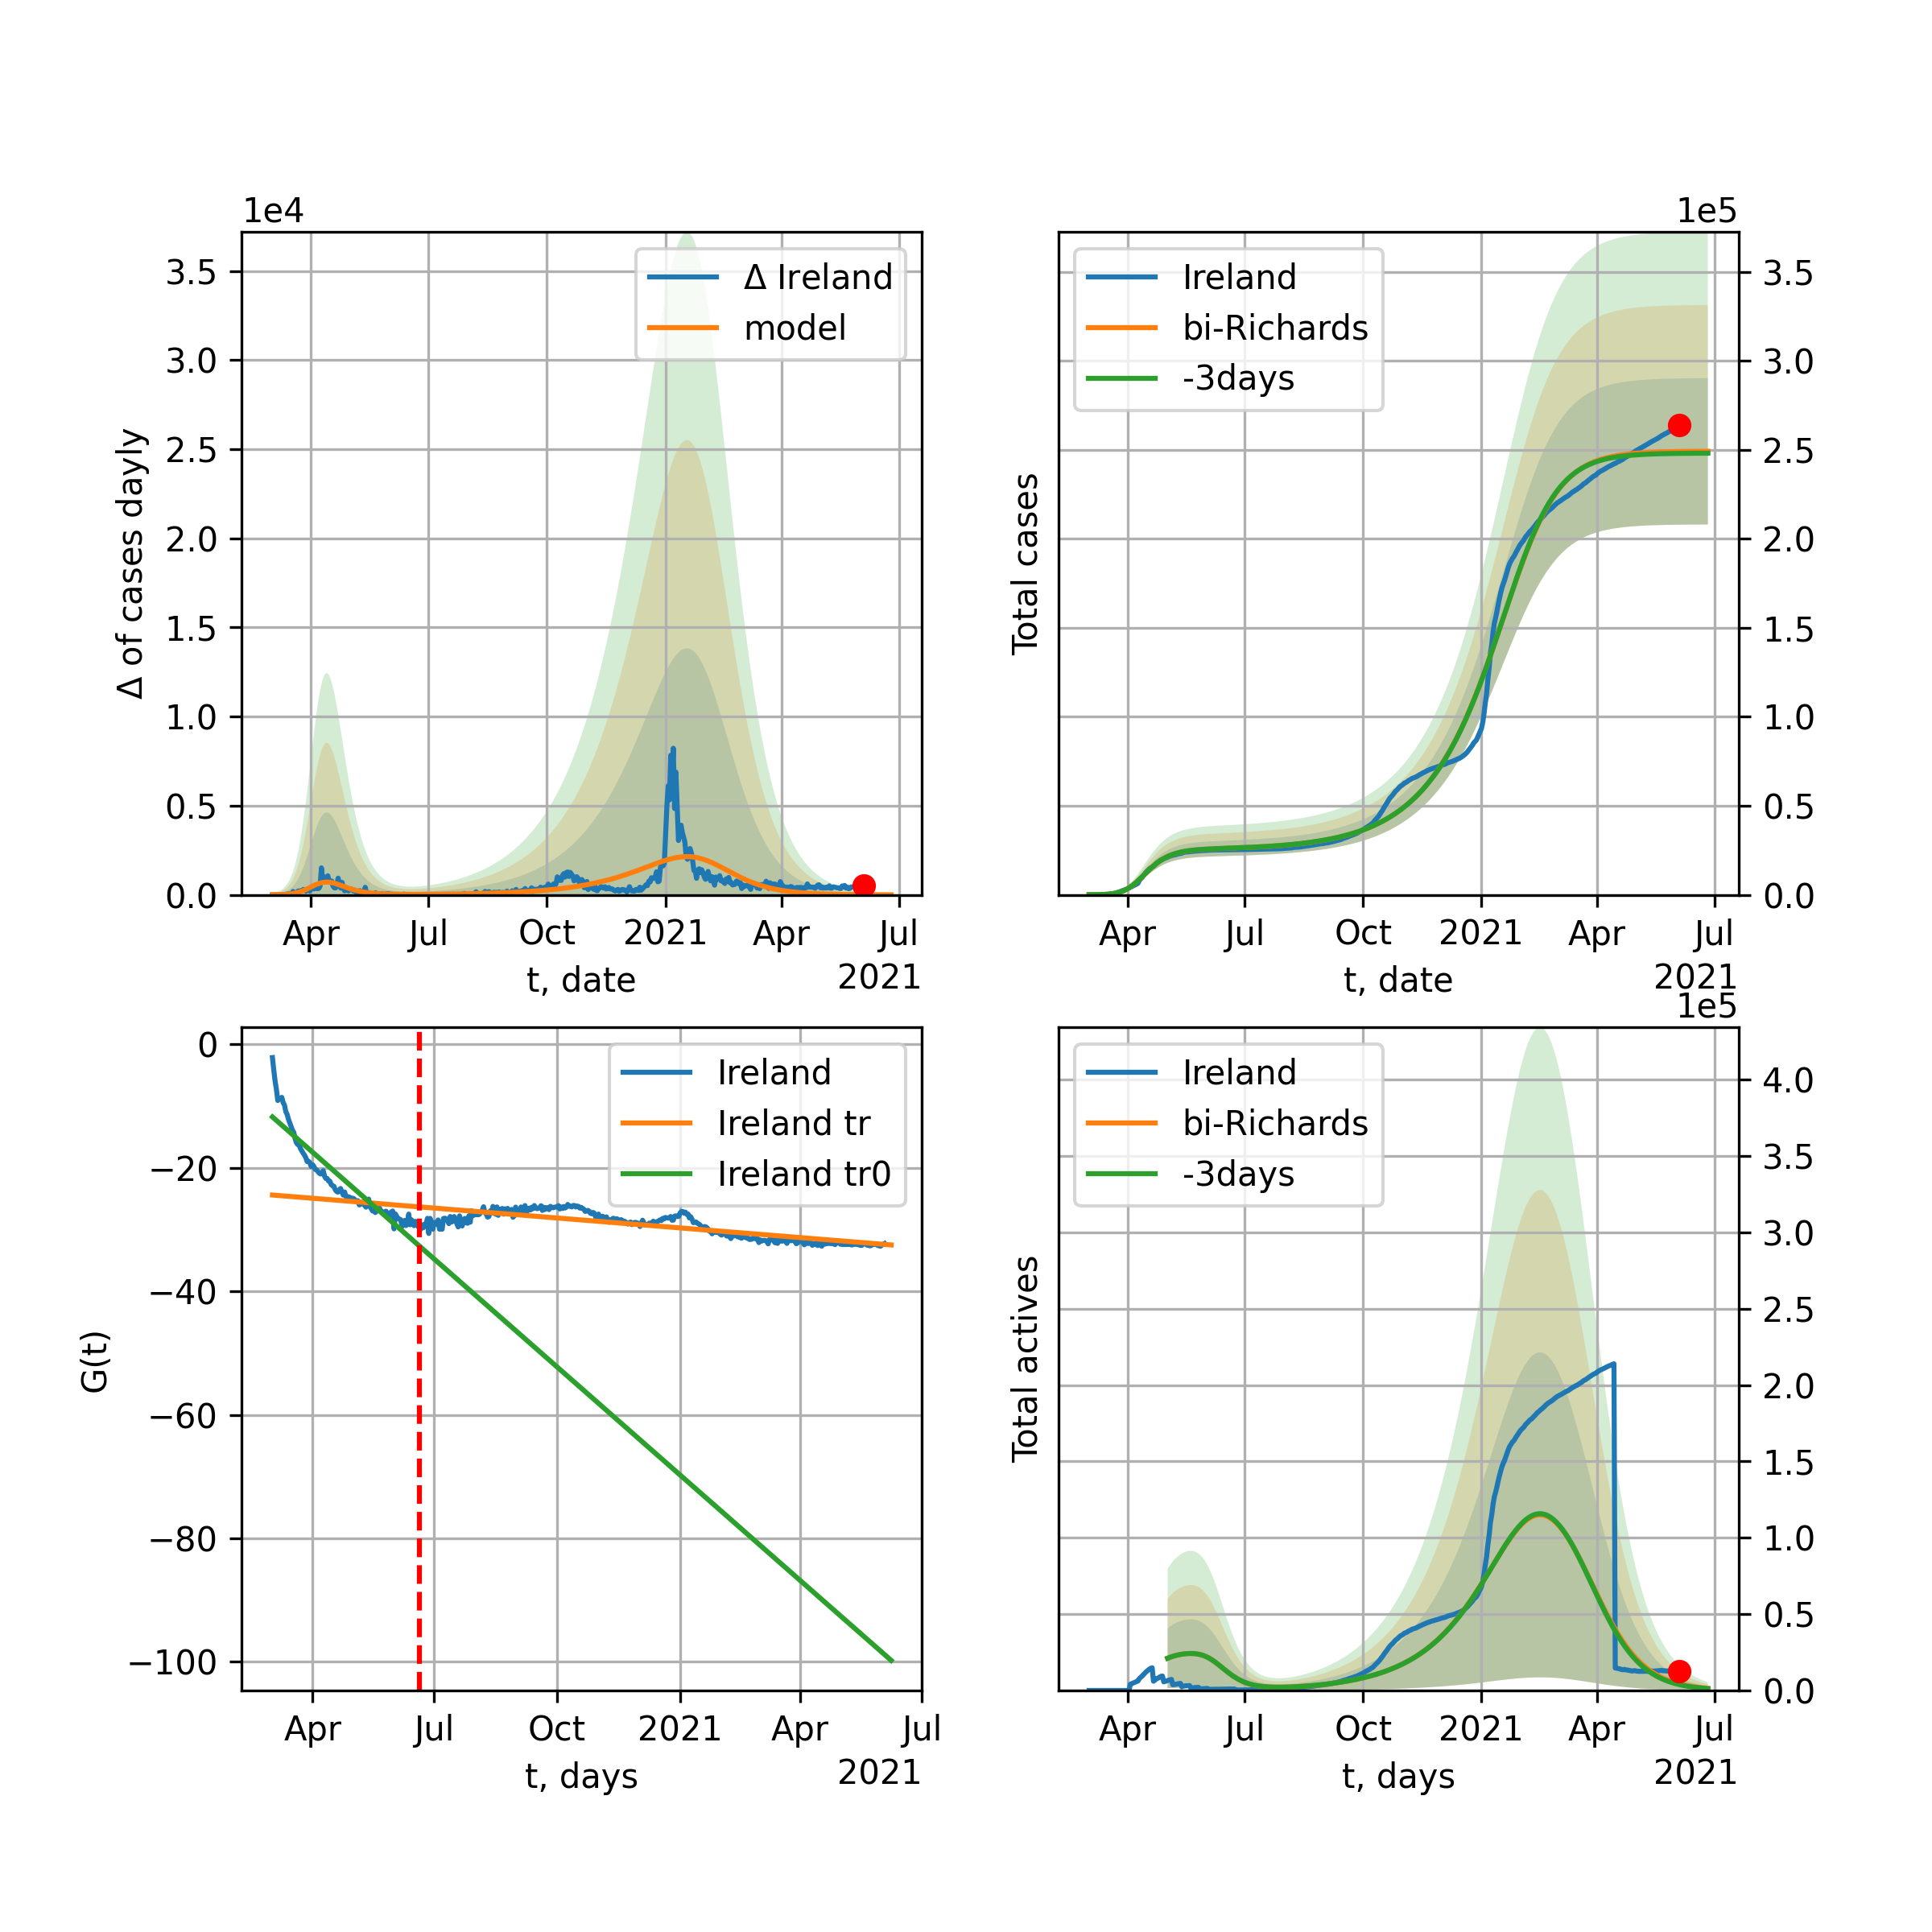 1e4
3.5
3.0
2.5
2.0
1.5
1.0
0.5
0.0
Δ of cases dayly
Δ Ireland
model
Apr Jul Oct 2021 Apr Jul
2021
t, date
1e5
Ireland
bi-Richards
-3days
Total cases
3.5
3.0
2.5
2.0
1.5
1.0
0.5
0.0
Apr Jul Oct 2021 Apr Jul
2021
t, date
0
−20
−40
−60
−80
−100
G(t)
Ireland
Ireland tr
Ireland tr0
Apr Jul Oct 2021 Apr Jul
2021
t, days
1e5
Ireland
bi-Richards
-3days
Total actives
4.0
3.5
3.0
2.5
2.0
1.5
1.0
0.5
0.0
Apr Jul Oct 2021 Apr Jul
2021
t, days